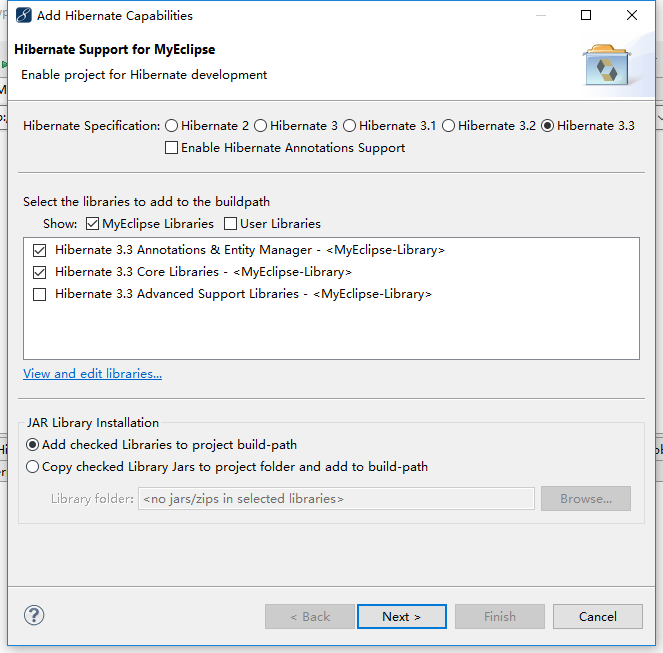 Add Hibernate Capabilities
Hibernate Support for MyEclipse
Enable project for Hibernate development
Hibernate Specification: Hibernate 2 Hibernate 3 Hibernate 3.1 Hibernate 3.2 Hibernate 3.3
Enable Hibernate Annotations Support
Select the libraries to add to the buildpath
Show: MyEclipse Libraries User Libraries
Hibernate 3.3 Annotations & Entity Manager - <MyEclipse-Library>
Hibernate 3.3 Core Libraries - <MyEclipse-Library>
Hibernate 3.3 Advanced Support Libraries - <MyEclipse-Library>
View and edit libraries...
JAR Library Installation
Add checked Libraries to project build-path
Copy checked Library Jars to project folder and add to build-path
Library folder: <no jars/zips in selected libraries> Browse...
? < Back Next > Finish Cancel